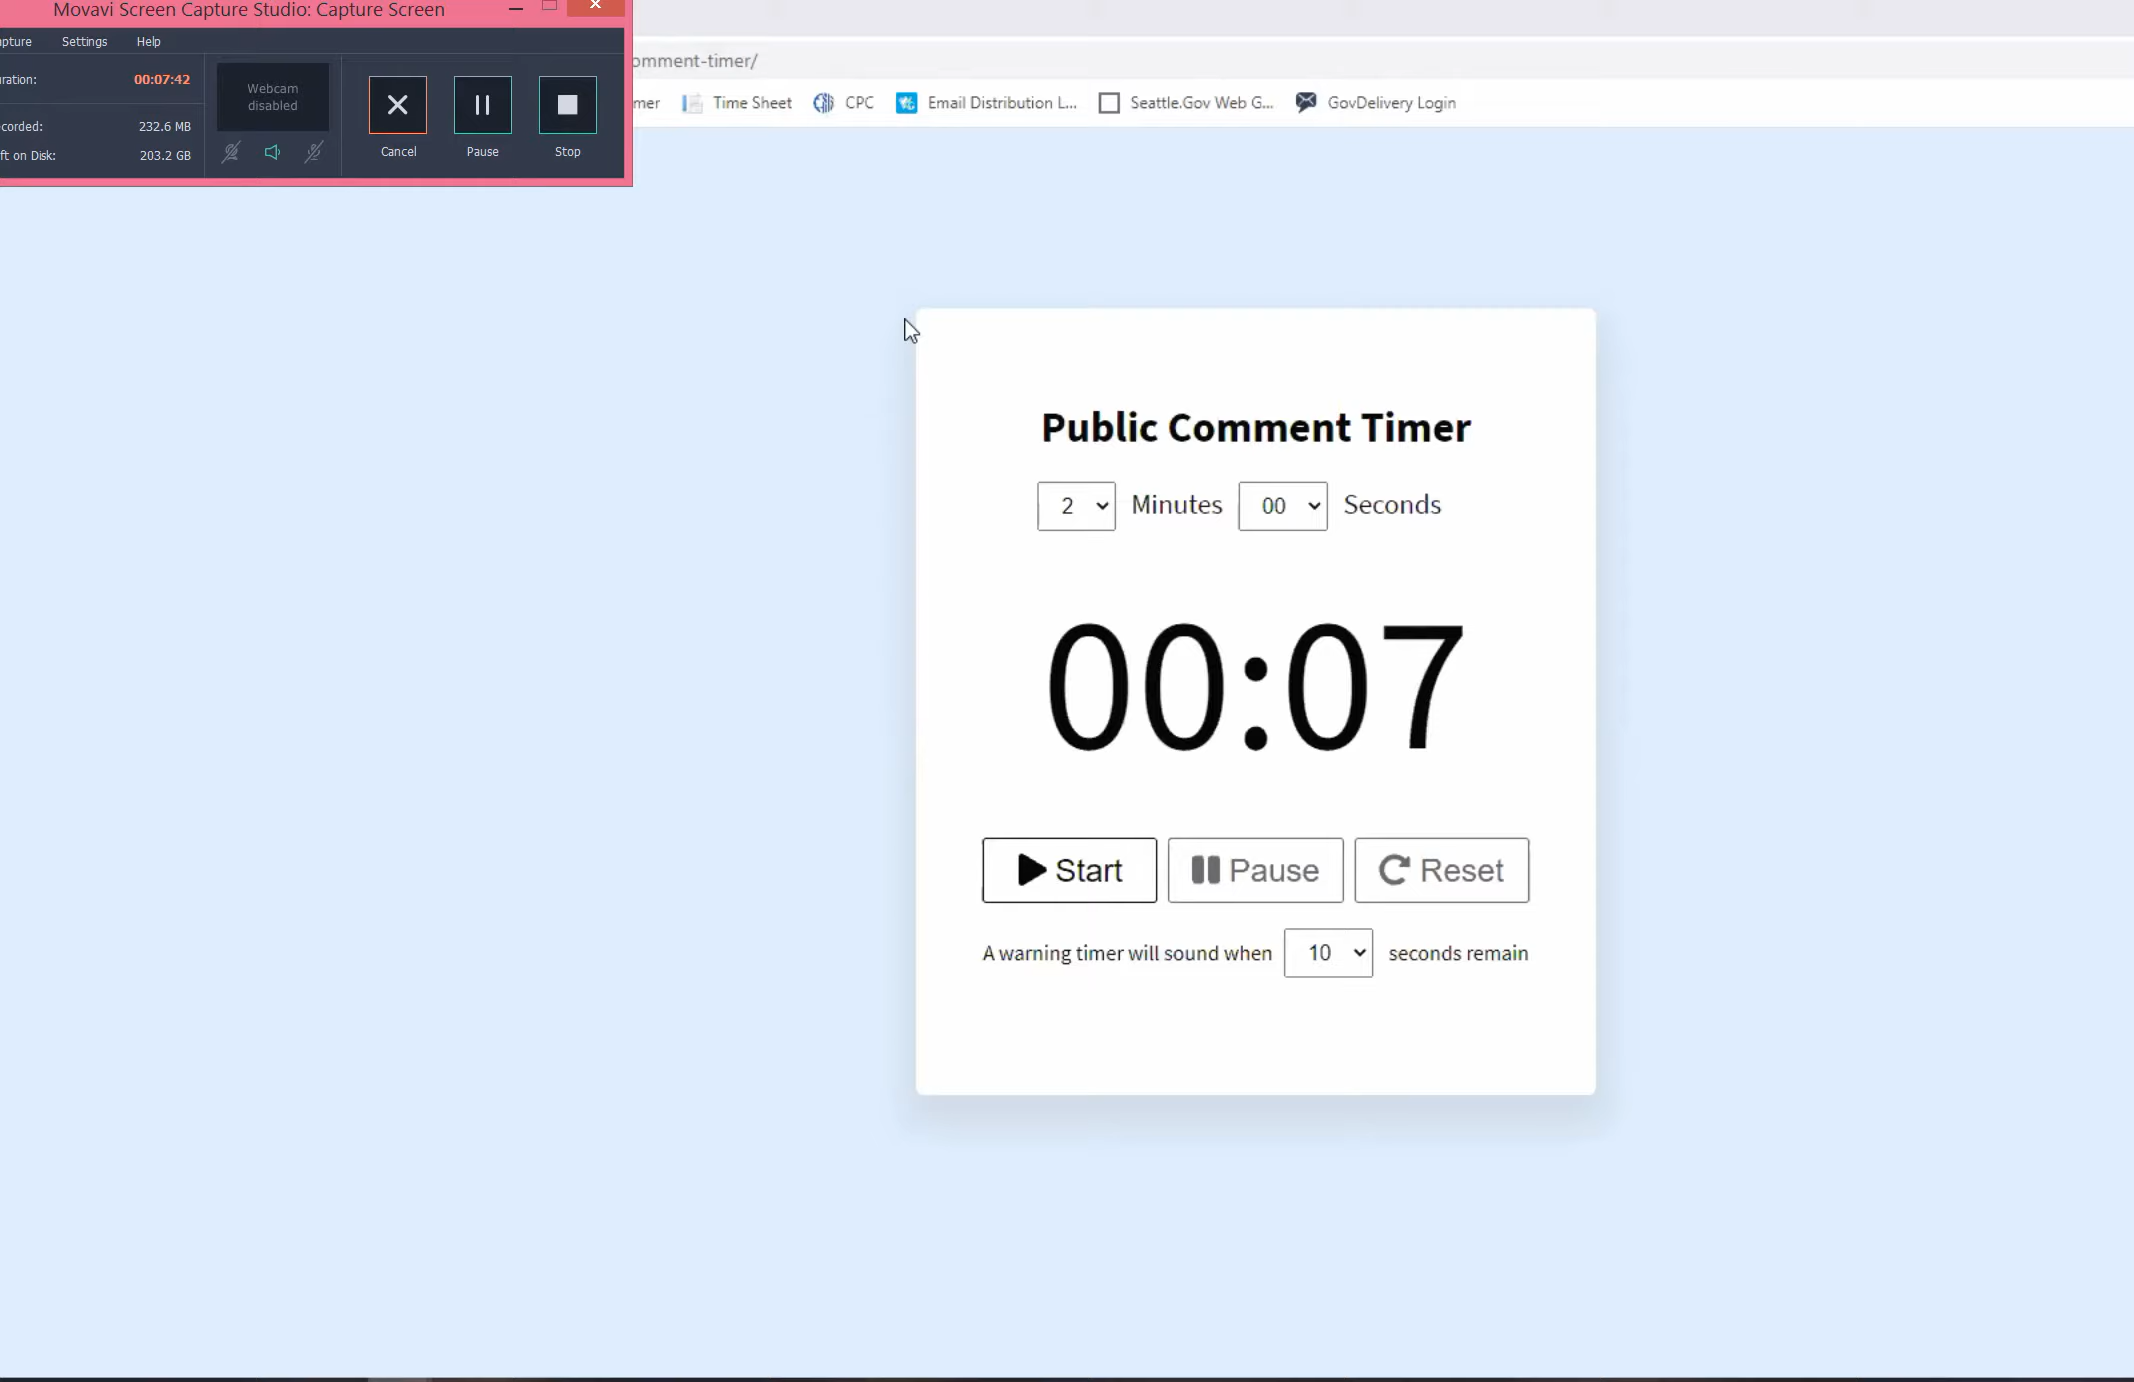 Movavi Screen Capture Studio: Capture Screen
pture Settings Help
ration: 00:07:42
Webcam
disabled
corded: 232.6 MB
ft on Disk: 203.2 GB
Cancel Pause Stop
omment-timer/
mer Time Sheet CPC Email Distribution L... Seattle.Gov Web G... GovDelivery Login
Public Comment Timer
2 Minutes 00 Seconds
00:07
Start Pause Reset
A warning timer will sound when 10 seconds remain